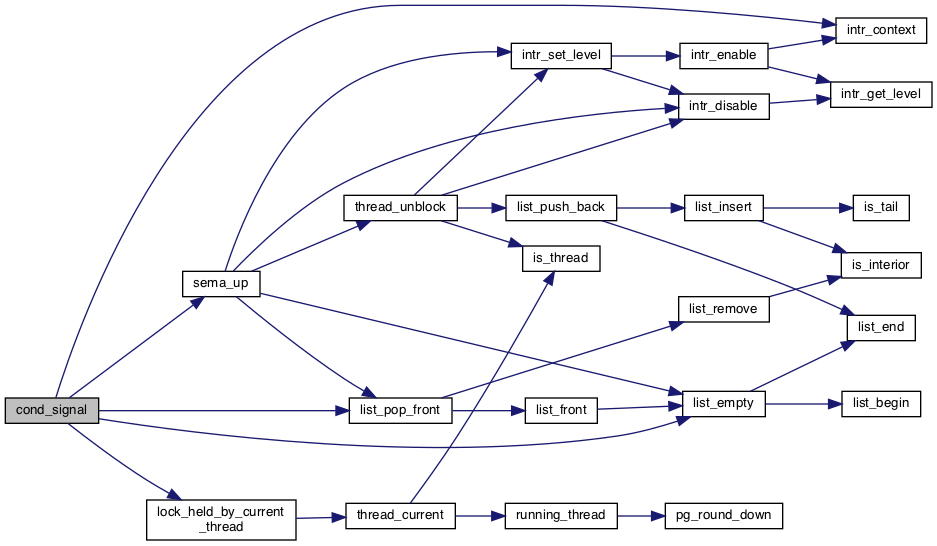 intr_context
intr_set_level
intr_enable
intr_get_level
intr_disable
thread_unblock
list_push_back
list_insert
is_tail
is_thread
is_interior
sema_up
list_remove
list_end
cond_signal
list_pop_front
list_front
list_empty
list_begin
lock_held_by_current
_thread
thread_current
running_thread
pg_round_down